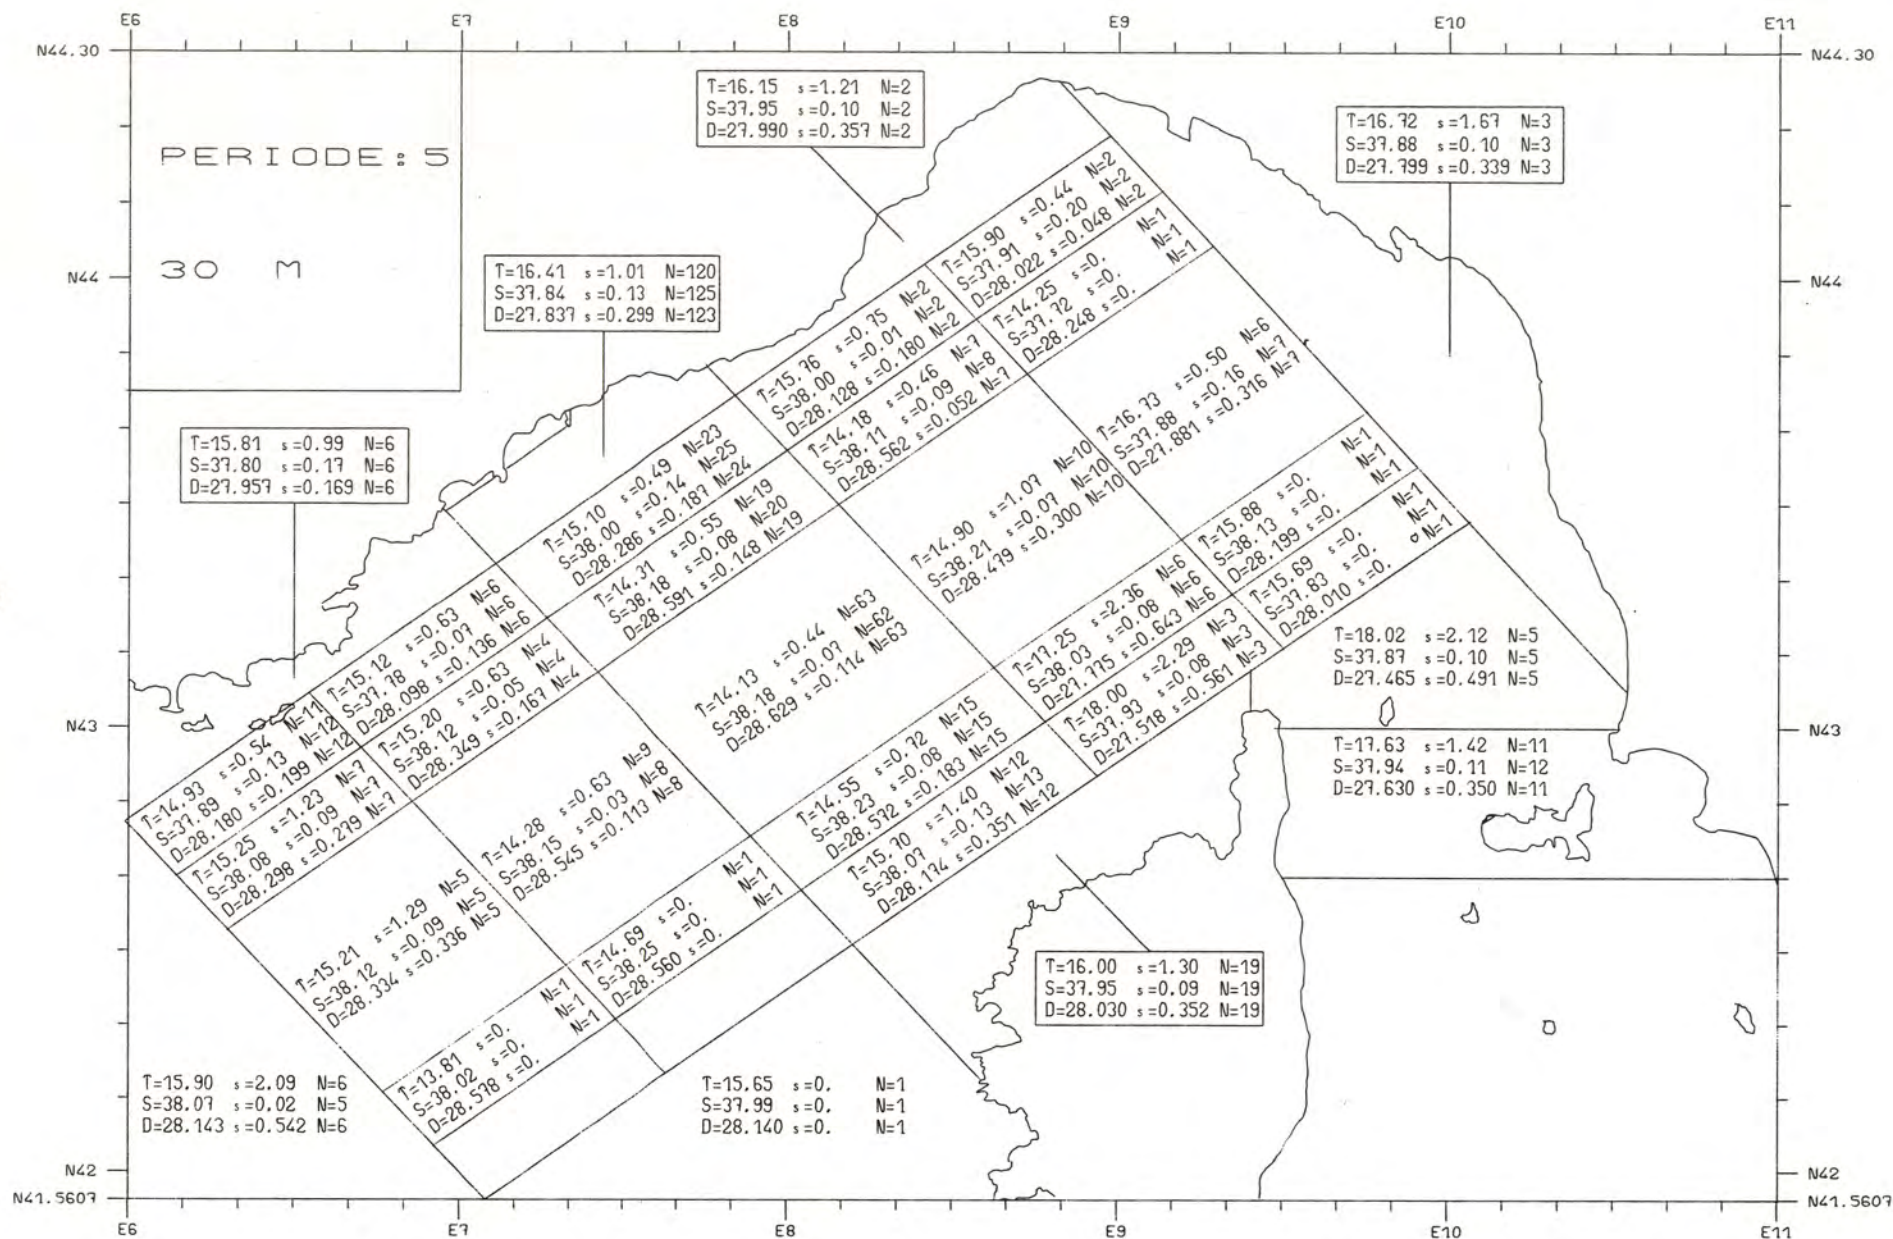 E6 E7 E8 E9 E10 E11
N44.30 N44.30
PERIODE: 5
30 M
T=16.15 s=1.21 N=2
S=37.95 s=0.10 N=2
D=27.990 s=0.357 N=2
T=16.72 s=1.67 N=3
S=37.88 s=0.10 N=3
D=27.799 s=0.339 N=3
N44 N44
T=16.41 s=1.01 N=120
S=37.84 s=0.13 N=125
D=27.837 s=0.299 N=123
T=15.81 s=0.99 N=6
S=37.80 s=0.17 N=6
D=27.957 s=0.169 N=6
T=15.90 s=0.44 N=2
S=37.91 s=0.20 N=2
D=28.022 s=0.048 N=2
T=14.25 s=0. N=1
S=37.72 s=0. N=1
D=28.248 s=0. N=1
T=15.76 s=0.75 N=2
S=38.00 s=0.01 N=2
D=28.128 s=0.180 N=2
T=14.18 s=0.46 N=7
S=38.11 s=0.09 N=8
D=28.562 s=0.052 N=7
T=16.73 s=0.50 N=6
S=37.88 s=0.16 N=7
D=27.881 s=0.316 N=7
T=15.10 s=0.49 N=23
S=38.00 s=0.14 N=25
D=28.286 s=0.187 N=24
T=14.31 s=0.55 N=19
S=38.18 s=0.08 N=20
D=28.591 s=0.148 N=19
T=14.90 s=1.07 N=10
S=38.21 s=0.07 N=10
D=28.479 s=0.300 N=10
T=15.88 s=0. N=1
S=38.13 s=0. N=1
D=28.199 s=0. N=1
T=15.69 s=0. N=1
S=37.83 s=0. N=1
D=28.010 s=0. N=1
T=15.12 s=0.63 N=6
S=37.78 s=0.07 N=6
D=28.098 s=0.136 N=6
T=15.20 s=0.63 N=4
S=38.12 s=0.05 N=4
D=28.349 s=0.167 N=4
T=14.13 s=0.44 N=63
S=38.18 s=0.07 N=62
D=28.629 s=0.114 N=63
T=17.25 s=2.36 N=6
S=38.03 s=0.08 N=6
D=27.775 s=0.643 N=6
T=18.00 s=2.29 N=3
S=37.93 s=0.08 N=3
D=27.518 s=0.561 N=3
T=18.02 s=2.12 N=5
S=37.87 s=0.10 N=5
D=27.465 s=0.491 N=5
N43 N43
T=17.63 s=1.42 N=11
S=37.94 s=0.11 N=12
D=27.630 s=0.350 N=11
T=14.93 s=0.54 N=11
S=37.89 s=0.13 N=12
D=28.180 s=0.199 N=12
T=15.25 s=1.23 N=7
S=38.08 s=0.09 N=7
D=28.298 s=0.279 N=7
T=14.28 s=0.63 N=9
S=38.15 s=0.03 N=8
D=28.545 s=0.113 N=8
T=14.55 s=0.72 N=15
S=38.23 s=0.08 N=15
D=28.572 s=0.183 N=15
T=15.70 s=1.40 N=12
S=38.07 s=0.13 N=13
D=28.174 s=0.351 N=12
T=15.21 s=1.29 N=5
S=38.12 s=0.09 N=5
D=28.334 s=0.336 N=5
T=14.69 s=0. N=1
S=38.25 s=0. N=1
D=28.560 s=0. N=1
T=16.00 s=1.30 N=19
S=37.95 s=0.09 N=19
D=28.030 s=0.352 N=19
T=13.81 s=0. N=1
S=38.02 s=0. N=1
D=28.578 s=0. N=1
T=15.90 s=2.09 N=6
S=38.07 s=0.02 N=5
D=28.143 s=0.542 N=6
T=15.65 s=0. N=1
S=37.99 s=0. N=1
D=28.140 s=0. N=1
N42 N42
N41.5607 N41.5607
E6 E7 E8 E9 E10 E11